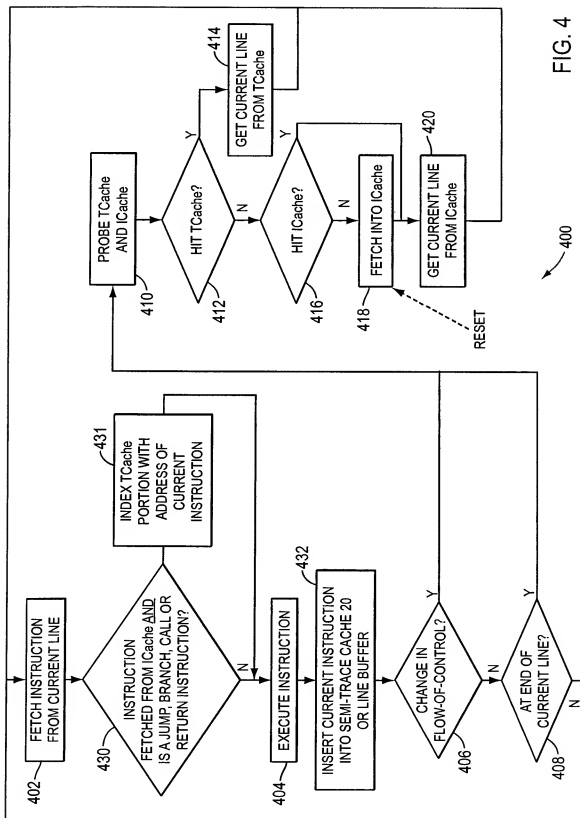 402
FETCH INSTRUCTION
FROM CURRENT LINE
430
INSTRUCTION
FETCHED FROM ICache AND
IS A JUMP, BRANCH, CALL OR
RETURN INSTRUCTION?
N
431
INDEX TCache
PORTION WITH
ADDRESS OF
CURRENT
INSTRUCTION
404
EXECUTE INSTRUCTION
432
INSERT CURRENT INSTRUCTION
INTO SEMI-TRACE CACHE 20
OR LINE BUFFER
406
CHANGE IN
FLOW-OF-CONTROL?
Y
N
408
AT END OF
CURRENT LINE?
Y
N
410
PROBE TCache
AND ICache
412
HIT TCache?
Y
N
414
GET CURRENT LINE
FROM TCache
416
HIT ICache?
Y
N
418
FETCH INTO ICache
RESET
420
GET CURRENT LINE
FROM ICache
400
FIG. 4